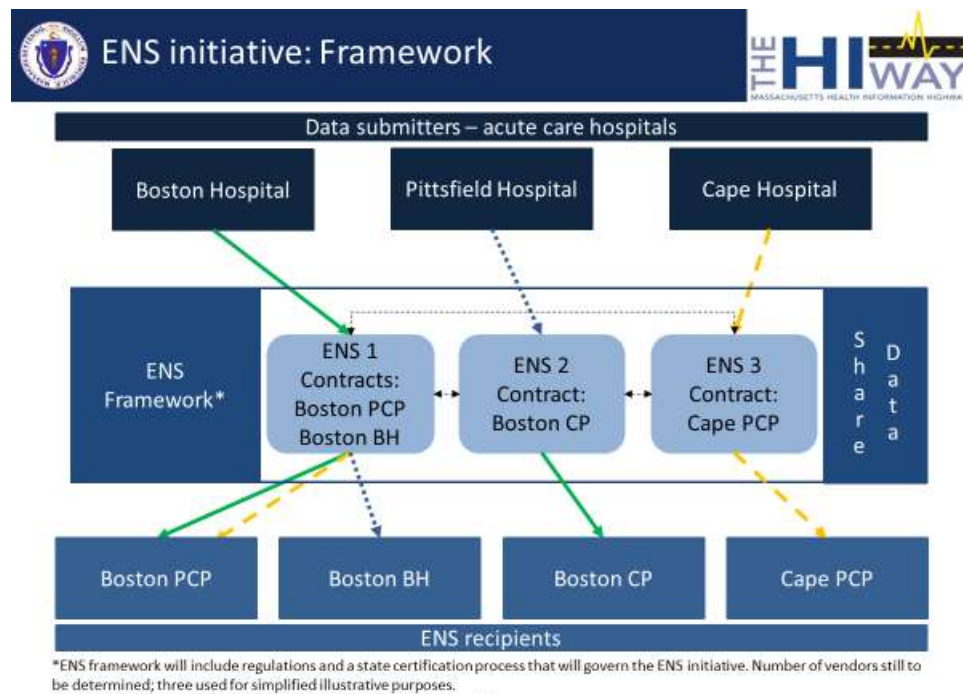 ENS initiative: Framework
THE HIWAY
MASSACHUSETTS HEALTH INFORMATION HIGHWAY
Data submitters – acute care hospitals
Boston Hospital
Pittsfield Hospital
Cape Hospital
ENS
Framework*
ENS 1
Contracts:
Boston PCP
Boston BH
ENS 2
Contract:
Boston CP
ENS 3
Contract:
Cape PCP
Share
Data
Boston PCP
Boston BH
Boston CP
Cape PCP
ENS recipients
*ENS framework will include regulations and a state certification process that will govern the ENS initiative. Number of vendors still to
be determined; three used for simplified illustrative purposes.